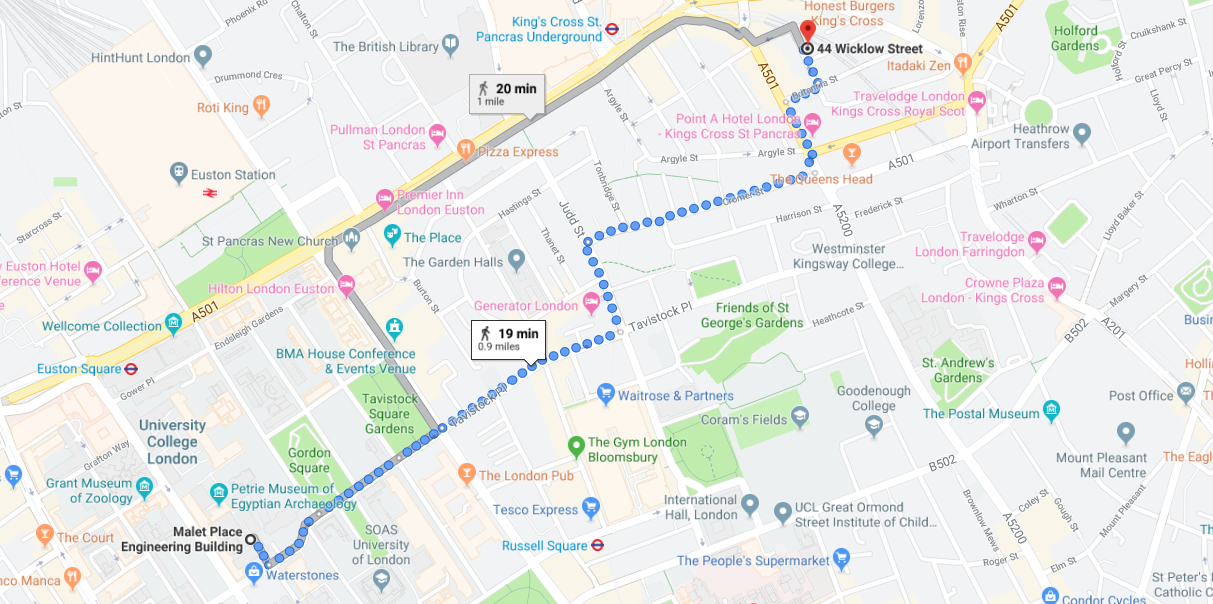 Phoenix Rd
HintHunt London
The British Library
King's Cross St.
Pancras Underground
Honest Burgers
King's Cross
44 Wicklow Street
A501
Holford
Gardens
Cruikshank St
Itadaki Zen
Great Percy St
Drummond Cres
Roti King
20 min
1 mile
Argyle St
A501
Britannia St
Travelodge London
Kings Cross Royal Scot
Lloyd St
Pullman London
St Pancras
Point A Hotel London
- Kings Cross St Pancras
Heathrow
Airport Transfers
Pizza Express
Argyle St
Argyle St
A501
The Queens Head
Euston Station
Tonbridge St
Premier Inn
London Euston
Hastings St
Judd St
Cromer St
Harrison St
Frederick St
A5200
Wharton St
Lloyd Baker St
Starcross St
St Pancras New Church
The Place
Thanet St
The Garden Halls
Westminster
Kingsway College...
Travelodge
London Farringdon
Euston Hotel
Hilton London Euston
Burton St
Generator London
Crowne Plaza
London - Kings Cross
Margery St
A501
Endsleigh Gardens
Tavistock Pl
Friends of St
George's Gardens
Heathcote St
B502
A201
Wellcome Collection
19 min
0.9 miles
BMA House Conference
& Events Venue
Euston Square
Gower Pl
St. Andrew's
Gardens
Tavistock Pl
Tavistock
Square
Gardens
Waitrose & Partners
Goodenough
College
Post Office
University
College
London
Coram's Fields
The Postal Museum
Grafton Way
Gordon
Square
The Gym London
Bloomsbury
Mount Pleasant
Mail Centre
B502
Grant Museum
of Zoology
Petrie Museum of
Egyptian Archaeology
The London Pub
Tesco Express
International
Hall, London
UCL Great Ormond
Street Institute of Child...
Brownlow Mews
Coley St
Gough St
Mount Pleasant
A5200
The Court
Malet Place
Engineering Building
SOAS
University
of London
Russell Square
Waterstones
The People's Supermarket
Roger St
Elm St
St Peter's
Catholic
Manca
Condor Cycles